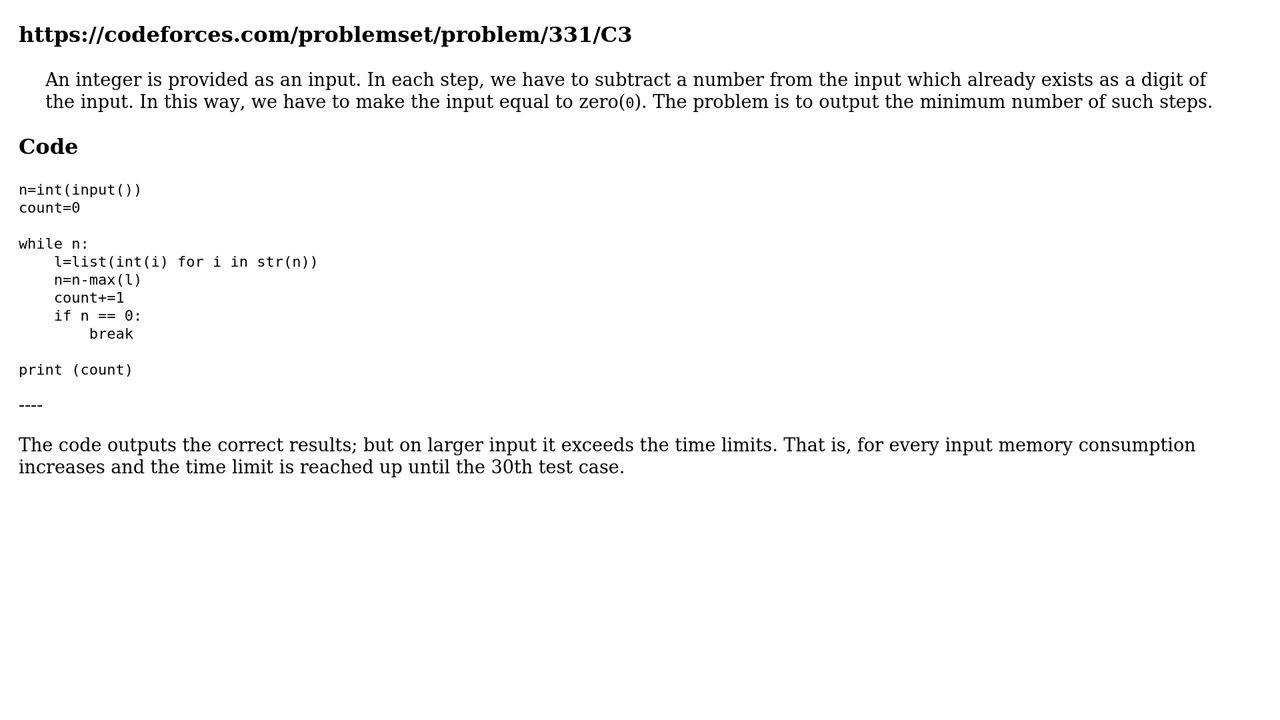 https://codeforces.com/problemset/problem/331/C3
An integer is provided as an input. In each step, we have to subtract a number from the input which already exists as a digit of
the input. In this way, we have to make the input equal to zero(0). The problem is to output the minimum number of such steps.
Code
n=int(input())
count=0
while n:
    l=list(int(i) for i in str(n))
    n=n-max(l)
    count+=1
    if n == 0:
        break
print (count)
----
The code outputs the correct results; but on larger input it exceeds the time limits. That is, for every input memory consumption
increases and the time limit is reached up until the 30th test case.